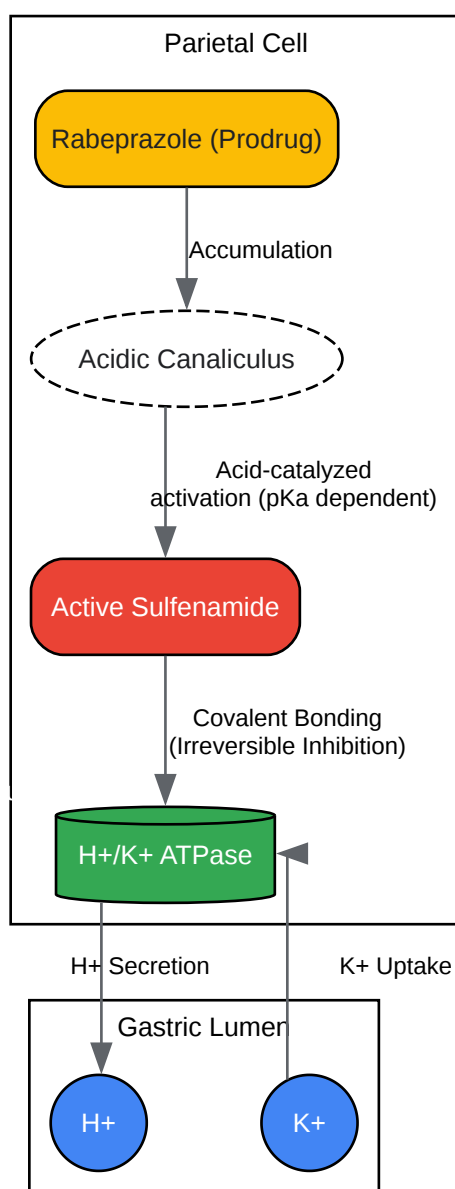 Parietal Cell
Rabeprazole (Prodrug)
Accumulation
Acidic Canaliculus
Acid-catalyzed
activation (pKa dependent)
Active Sulfenamide
Covalent Bonding
(Irreversible Inhibition)
H+/K+ ATPase
H+ Secretion
K+ Uptake
Gastric Lumen
H+
K+